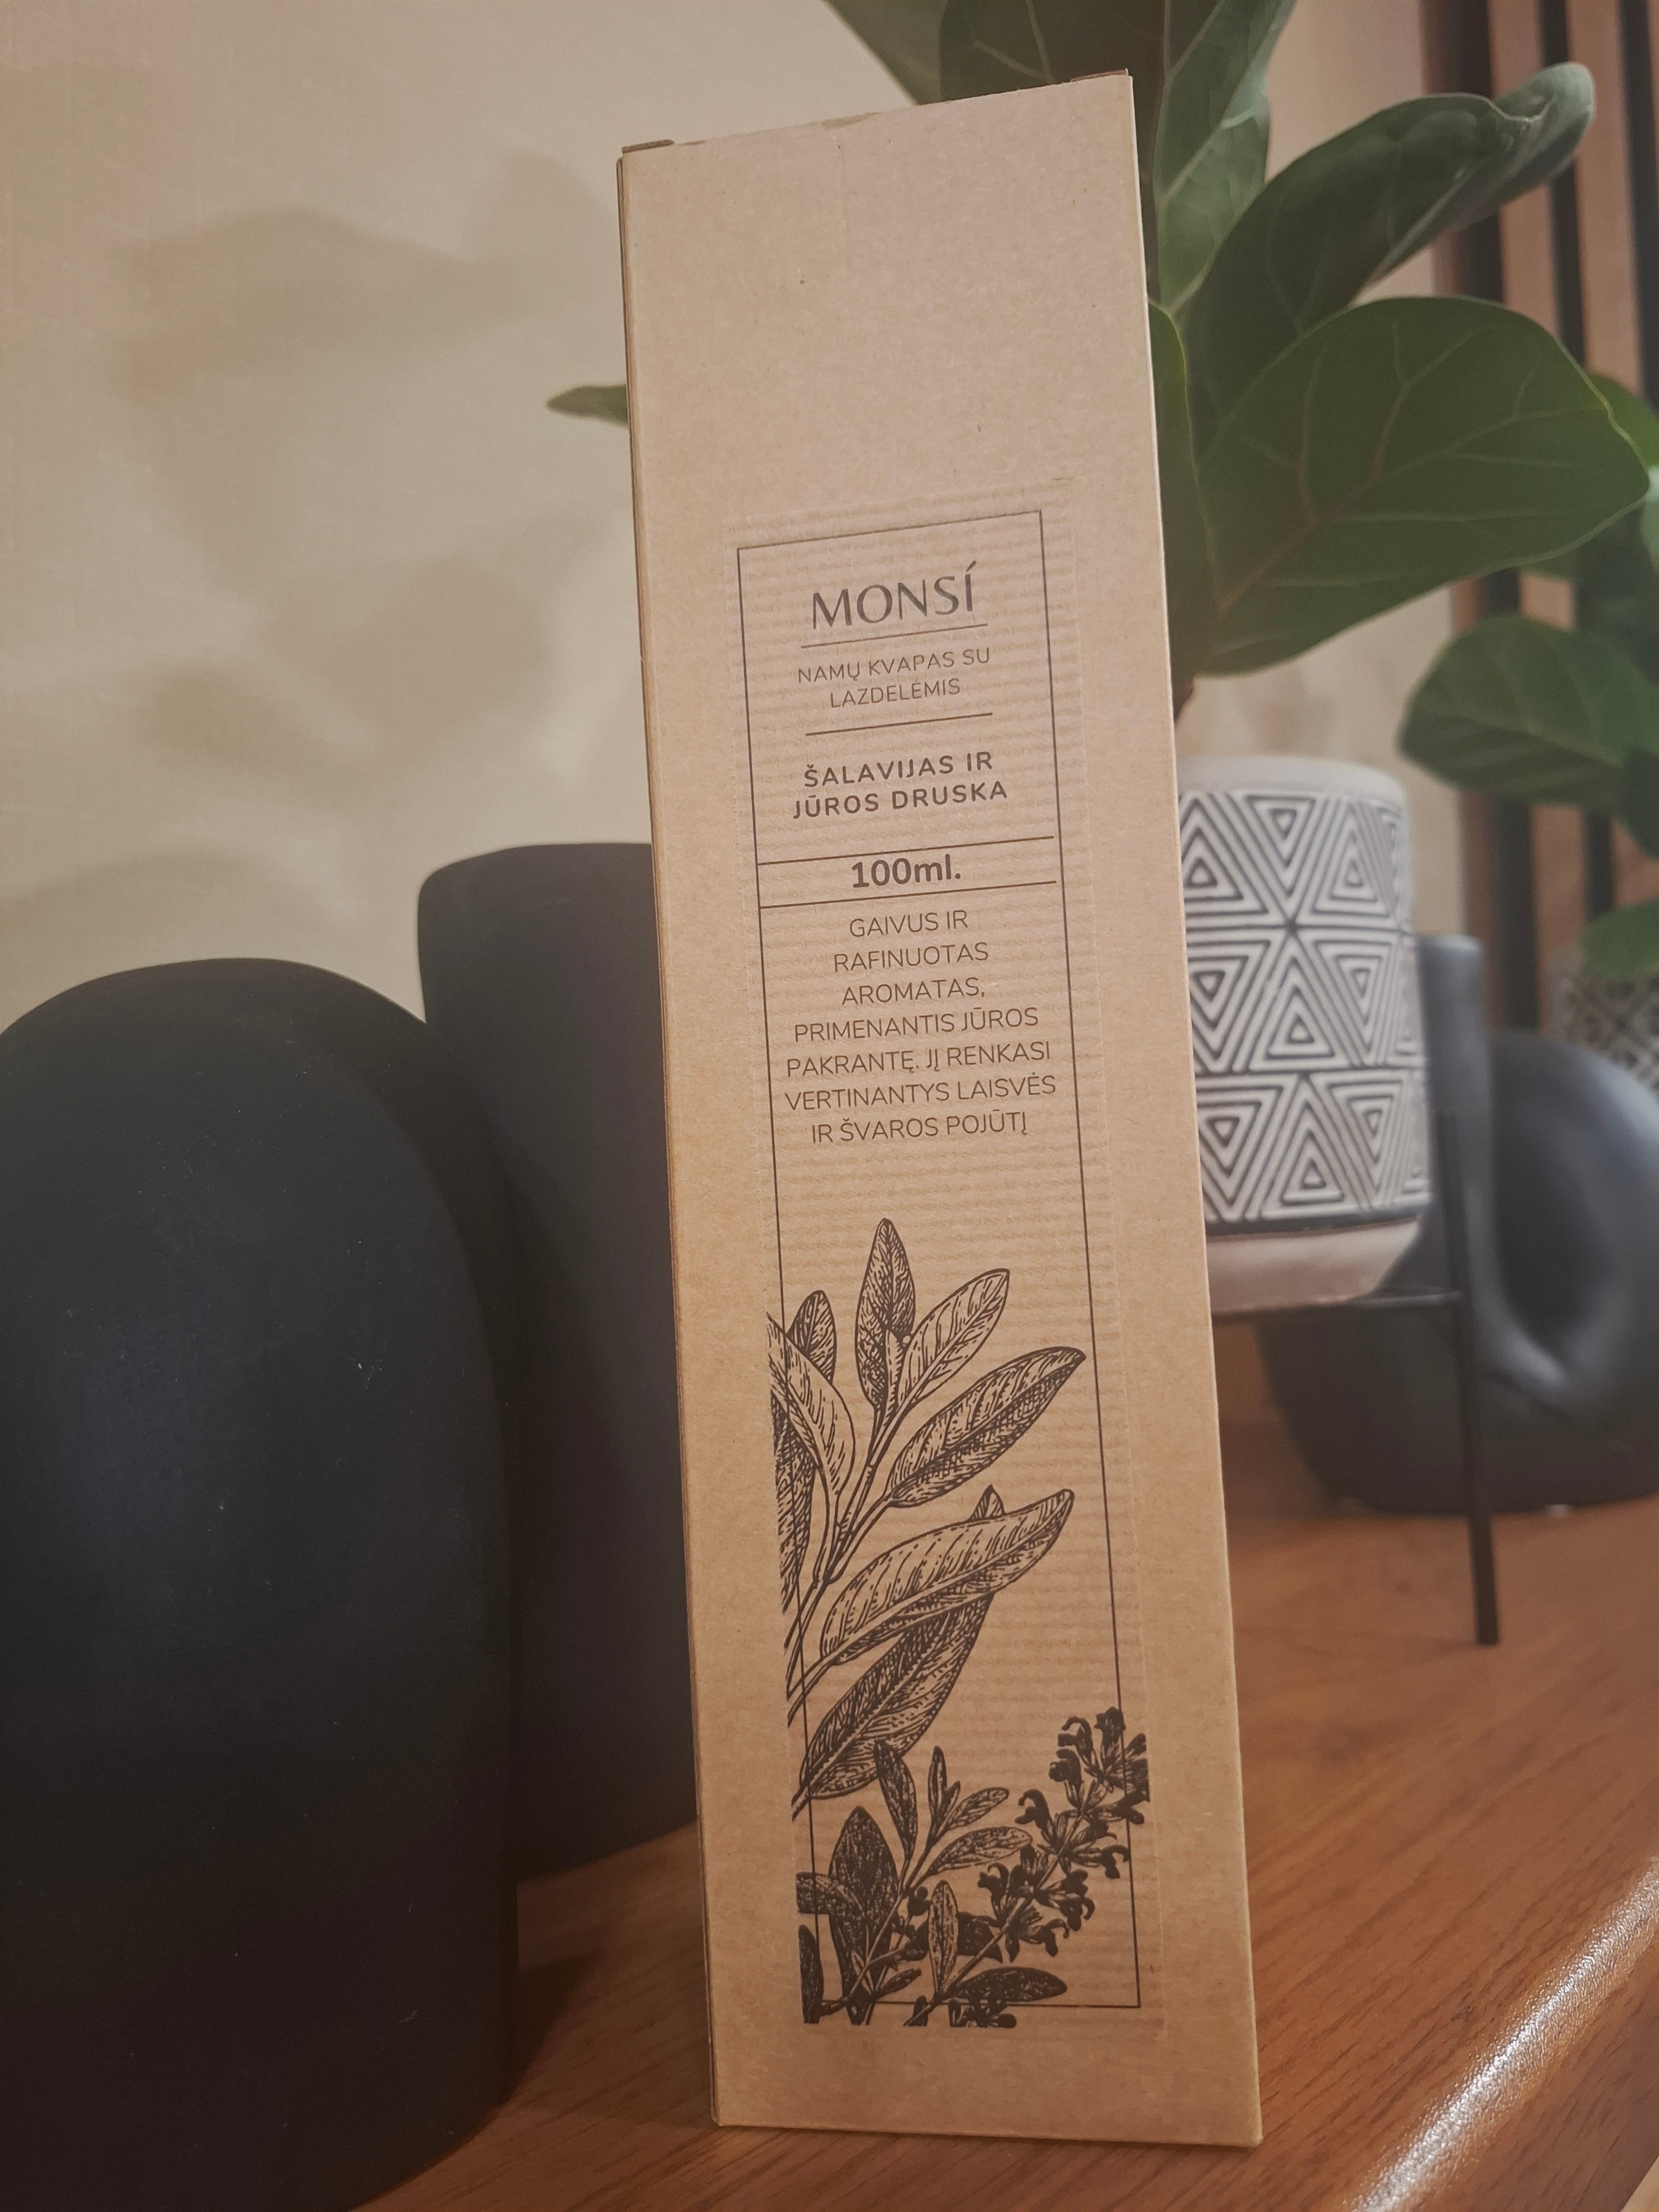 MONSÍ
NAMŲ KVAPAS SU
LAZDELĖMIS
ŠALAVIJAS IR
JŪROS DRUSKA
100ml.
GAIVUS IR
RAFINUOTAS
AROMATAS,
PRIMENANTIS JŪROS
PAKRANTĘ. JĮ RENKASI
VERTINANTYS LAISVĖS
IR ŠVAROS POJŪTĮ